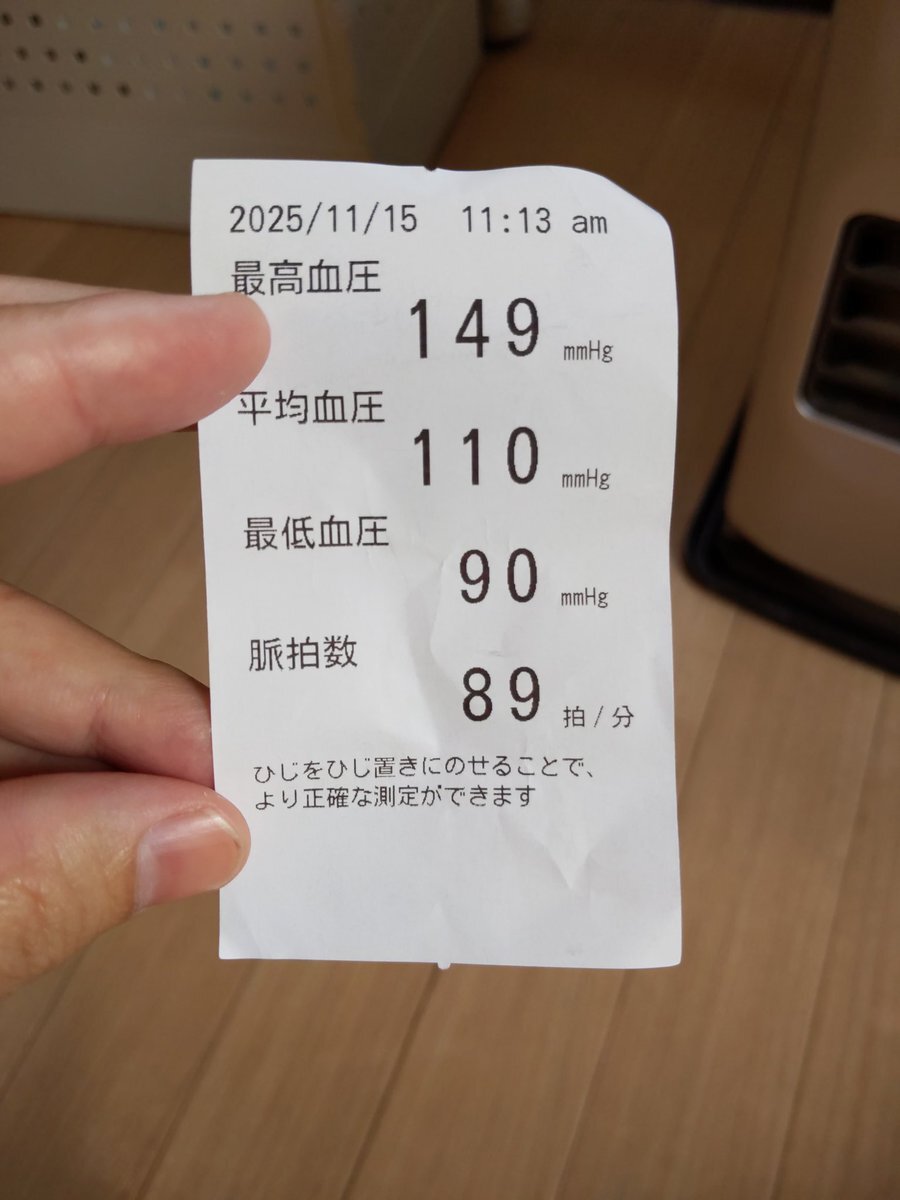 2025/11/15 11:13 am
最高血圧
149 mmHg
平均血圧
110 mmHg
最低血圧
90 mmHg
脈拍数
89 拍/分
ひじをひじ置きにのせることで、
より正確な測定ができます